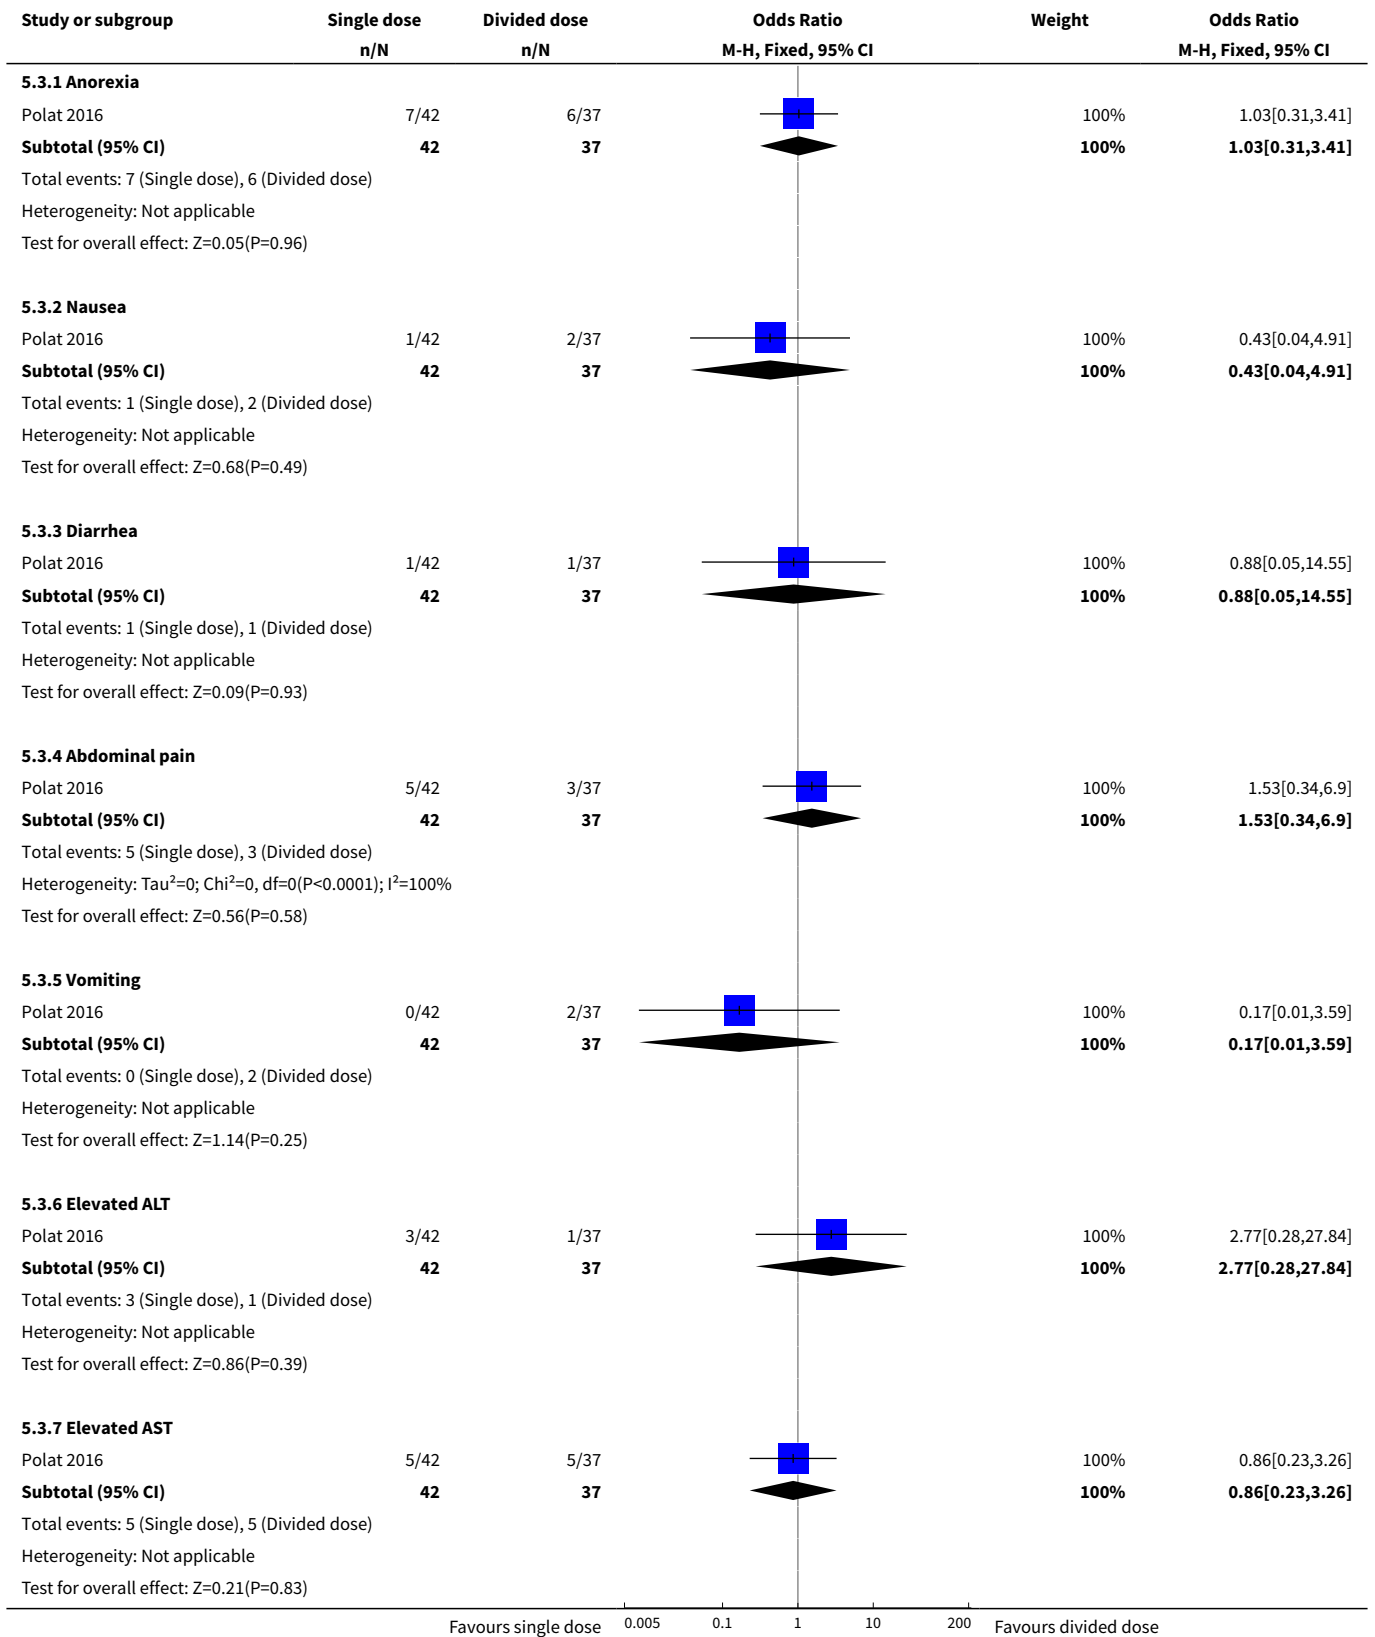 Study or subgroup Single dose Divided dose Odds Ratio Weight Odds Ratio
n/N n/N M-H, Fixed, 95% CI M-H, Fixed, 95% CI
5.3.1 Anorexia
Polat 2016 7/42 6/37 100% 1.03[0.31,3.41]
Subtotal (95% CI) 42 37 100% 1.03[0.31,3.41]
Total events: 7 (Single dose), 6 (Divided dose)
Heterogeneity: Not applicable
Test for overall effect: Z=0.05(P=0.96)
5.3.2 Nausea
Polat 2016 1/42 2/37 100% 0.43[0.04,4.91]
Subtotal (95% CI) 42 37 100% 0.43[0.04,4.91]
Total events: 1 (Single dose), 2 (Divided dose)
Heterogeneity: Not applicable
Test for overall effect: Z=0.68(P=0.49)
5.3.3 Diarrhea
Polat 2016 1/42 1/37 100% 0.88[0.05,14.55]
Subtotal (95% CI) 42 37 100% 0.88[0.05,14.55]
Total events: 1 (Single dose), 1 (Divided dose)
Heterogeneity: Not applicable
Test for overall effect: Z=0.09(P=0.93)
5.3.4 Abdominal pain
Polat 2016 5/42 3/37 100% 1.53[0.34,6.9]
Subtotal (95% CI) 42 37 100% 1.53[0.34,6.9]
Total events: 5 (Single dose), 3 (Divided dose)
Heterogeneity: Tau²=0; Chi²=0, df=0(P<0.0001); I²=100%
Test for overall effect: Z=0.56(P=0.58)
5.3.5 Vomiting
Polat 2016 0/42 2/37 100% 0.17[0.01,3.59]
Subtotal (95% CI) 42 37 100% 0.17[0.01,3.59]
Total events: 0 (Single dose), 2 (Divided dose)
Heterogeneity: Not applicable
Test for overall effect: Z=1.14(P=0.25)
5.3.6 Elevated ALT
Polat 2016 3/42 1/37 100% 2.77[0.28,27.84]
Subtotal (95% CI) 42 37 100% 2.77[0.28,27.84]
Total events: 3 (Single dose), 1 (Divided dose)
Heterogeneity: Not applicable
Test for overall effect: Z=0.86(P=0.39)
5.3.7 Elevated AST
Polat 2016 5/42 5/37 100% 0.86[0.23,3.26]
Subtotal (95% CI) 42 37 100% 0.86[0.23,3.26]
Total events: 5 (Single dose), 5 (Divided dose)
Heterogeneity: Not applicable
Test for overall effect: Z=0.21(P=0.83)
Favours single dose 0.005 0.1 1 10 200 Favours divided dose